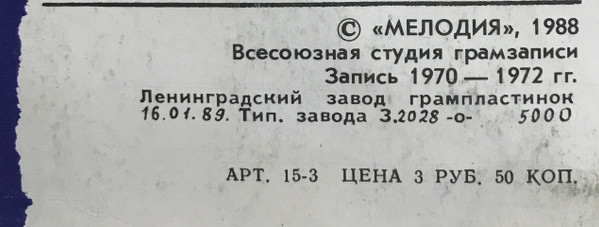 © «МЕЛОДИЯ», 1988
Всесоюзная студия грамзаписи
Запись 1970 — 1972 гг.
Ленинградский завод грампластинок
16.01.89. Тип. завода З.2028 -о- 5000
АРТ. 15-3 ЦЕНА 3 РУБ. 50 КОП.